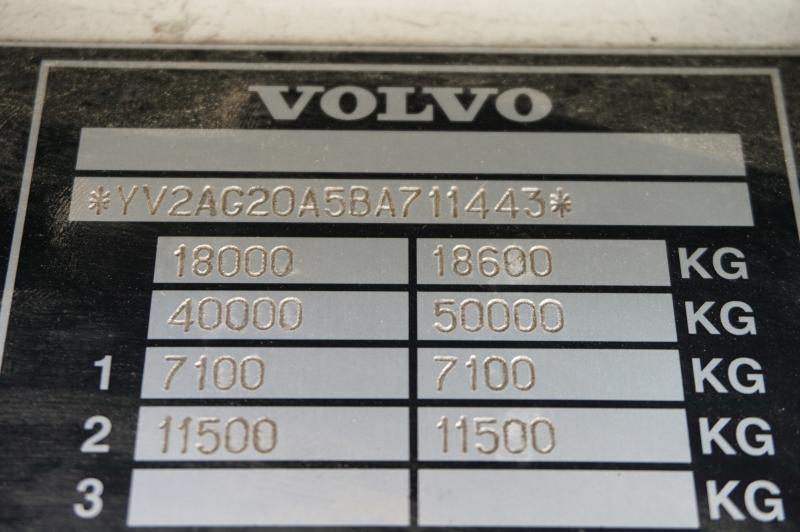 VOLVO
*YV2AG20A5BA711443*
18000 18600 KG
40000 50000 KG
1 7100 7100 KG
2 11500 11500 KG
3 KG